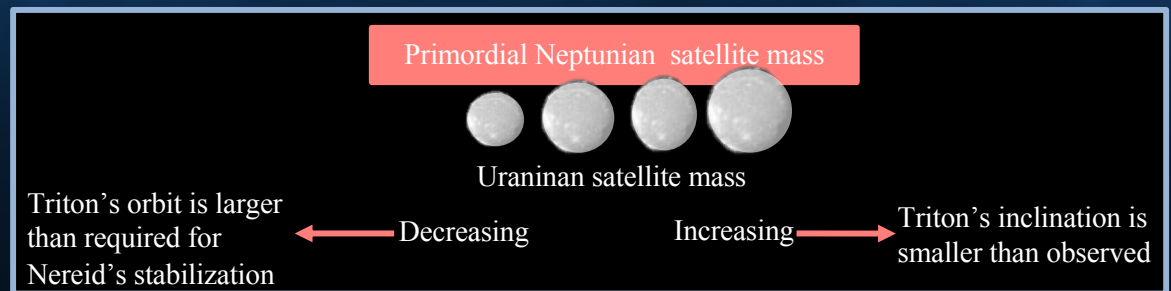 Primordial Neptunian satellite mass
Uraninan satellite mass
Triton’s orbit is larger
than required for
Nereid’s stabilization
Decreasing
Increasing
Triton’s inclination is
smaller than observed